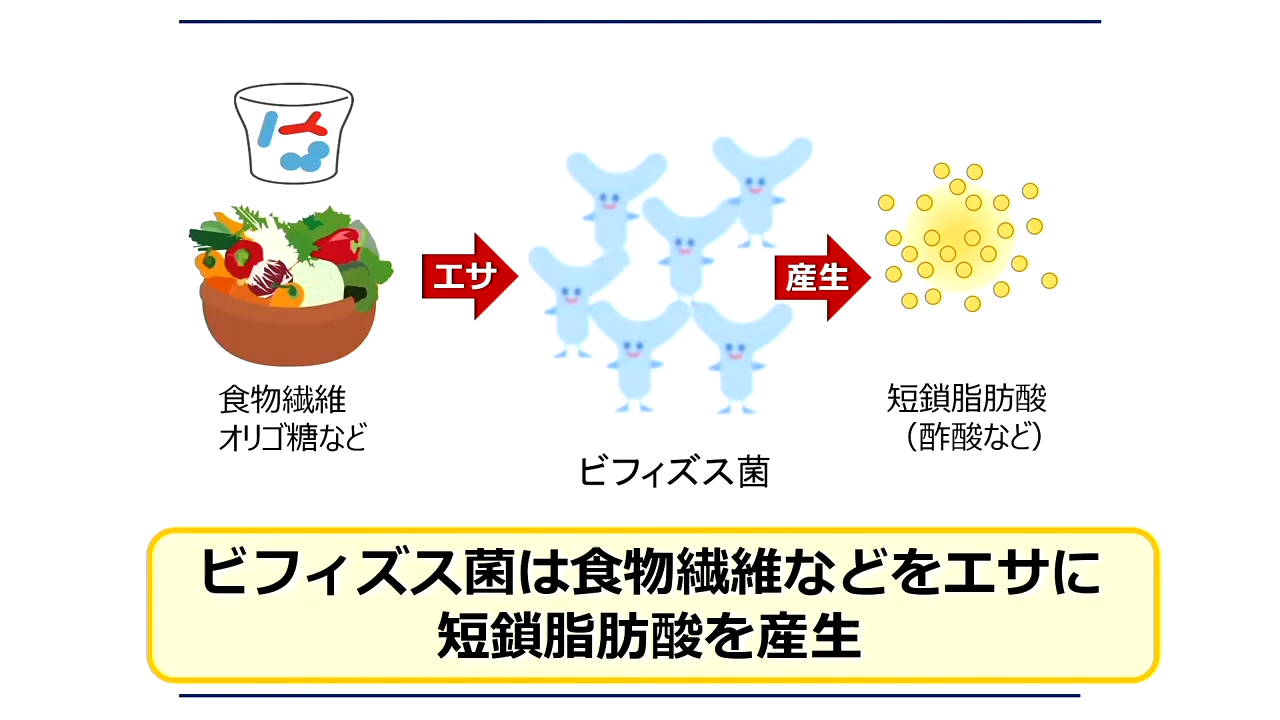 エサ
産生
食物繊維
オリゴ糖など
ビフィズス菌
短鎖脂肪酸
（酢酸など）
ビフィズス菌は食物繊維などをエサに
短鎖脂肪酸を産生